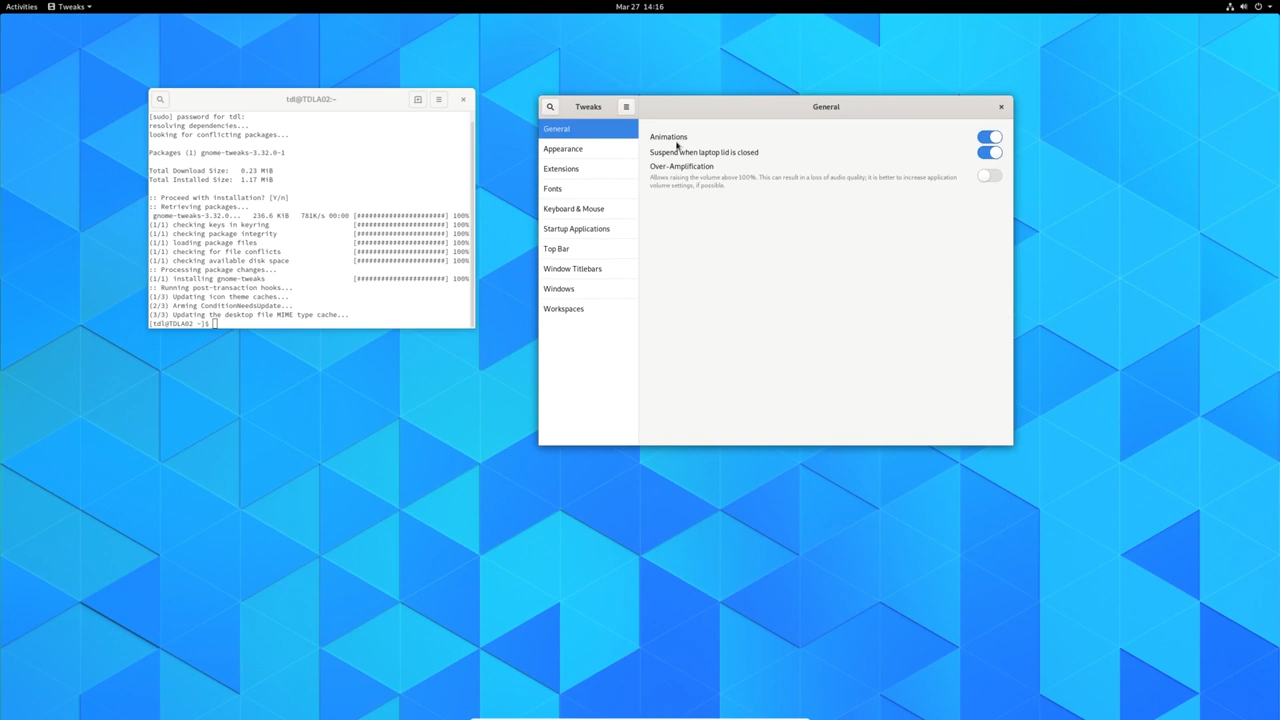 Activities
Tweaks
Mar 27 14:16
tdl@TDLA02:~
[sudo] password for tdl:
resolving dependencies...
looking for conflicting packages...
Packages (1) gnome-tweaks-3.32.0-1
Total Download Size: 0.23 MiB
Total Installed Size: 1.17 MiB
:: Proceed with installation? [Y/n]
:: Retrieving packages...
gnome-tweaks-3.32.0... 236.6 KiB 781K/s 00:00 [######################] 100%
(1/1) checking keys in keyring [######################] 100%
(1/1) checking package integrity [######################] 100%
(1/1) loading package files [######################] 100%
(1/1) checking for file conflicts [######################] 100%
(1/1) checking available disk space [######################] 100%
:: Processing package changes...
(1/1) installing gnome-tweaks [######################] 100%
:: Running post-transaction hooks...
(1/3) Updating icon theme caches...
(2/3) Arming ConditionNeedsUpdate...
(3/3) Updating the desktop file MIME type cache...
[tdl@TDLA02 ~]$
Tweaks
General
General
Appearance
Extensions
Fonts
Keyboard & Mouse
Startup Applications
Top Bar
Window Titlebars
Windows
Workspaces
Animations
Suspend when laptop lid is closed
Over-Amplification
Allows raising the volume above 100%. This can result in a loss of audio quality; it is better to increase application
volume settings, if possible.